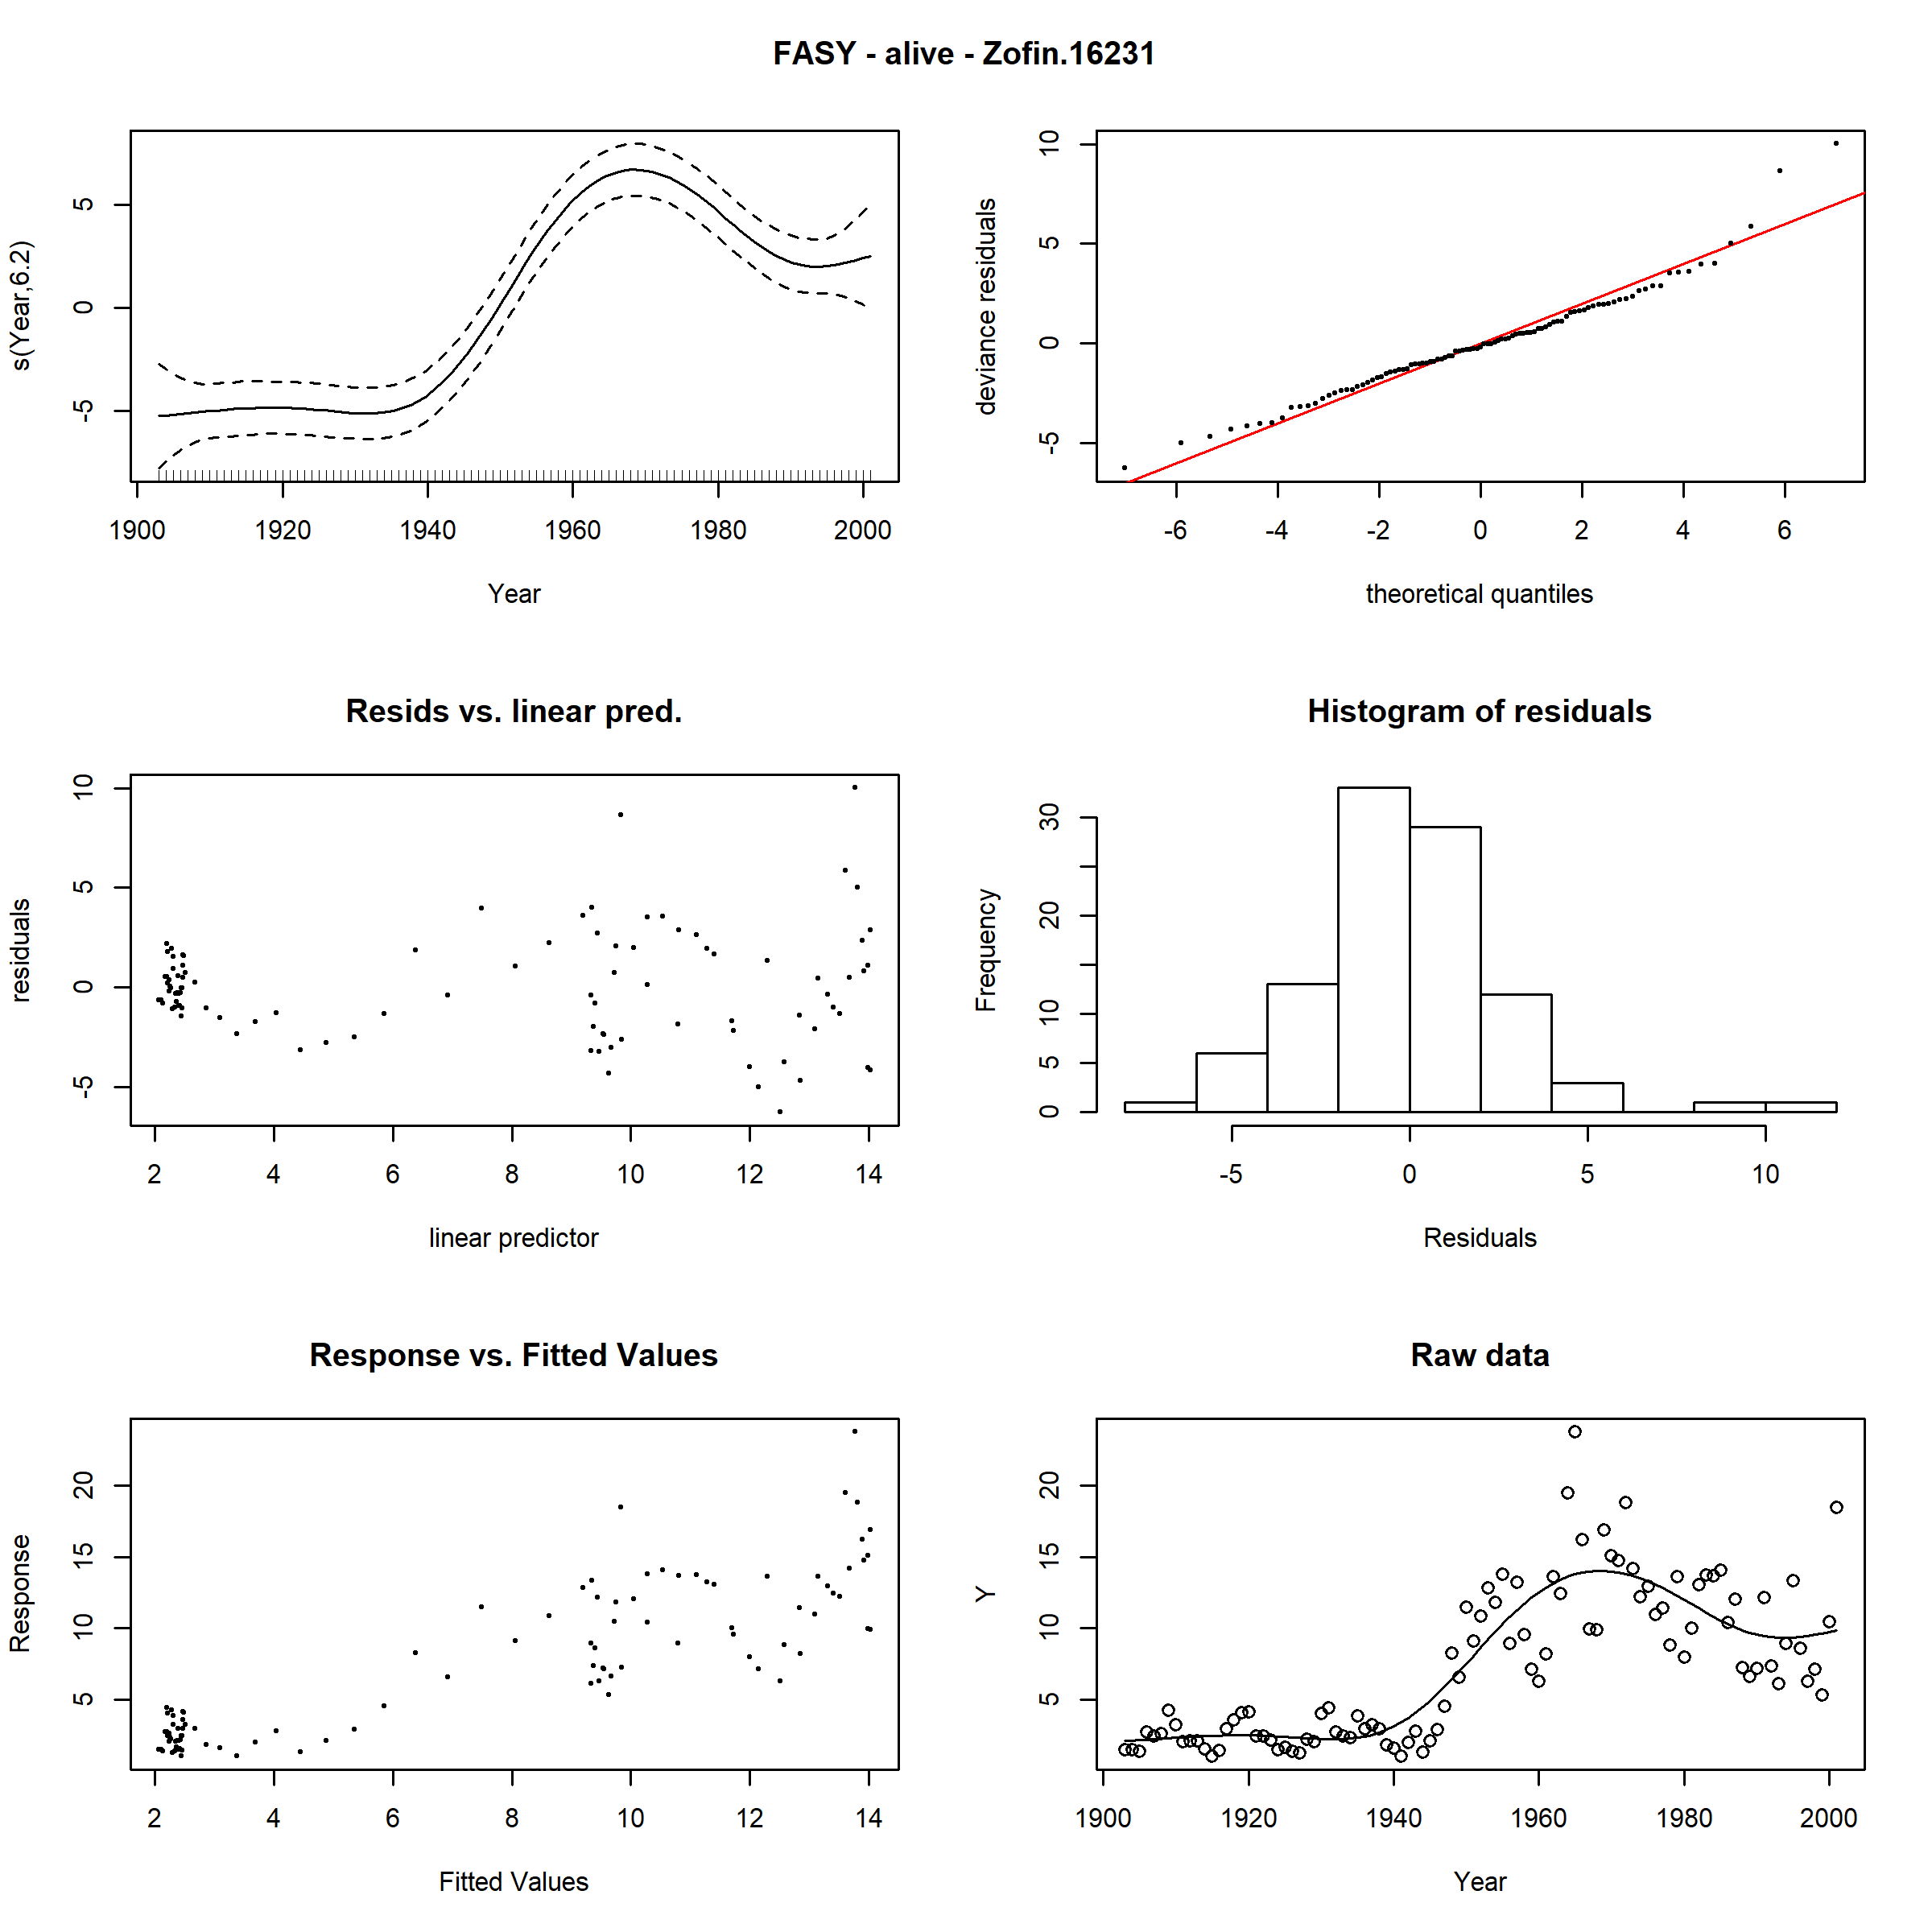 FASY - alive - Zofin.16231
s(Year,6.2)
-5 0 5
1900 1920 1940 1960 1980 2000
Year
deviance residuals
-5 0 5 10
-6 -4 -2 0 2 4 6
theoretical quantiles
Resids vs. linear pred.
residuals
-5 0 5 10
2 4 6 8 10 12 14
linear predictor
Histogram of residuals
Frequency
0 5 10 20 30
-5 0 5 10
Residuals
Response vs. Fitted Values
Response
5 10 15 20
2 4 6 8 10 12 14
Fitted Values
Raw data
Y
5 10 15 20
1900 1920 1940 1960 1980 2000
Year